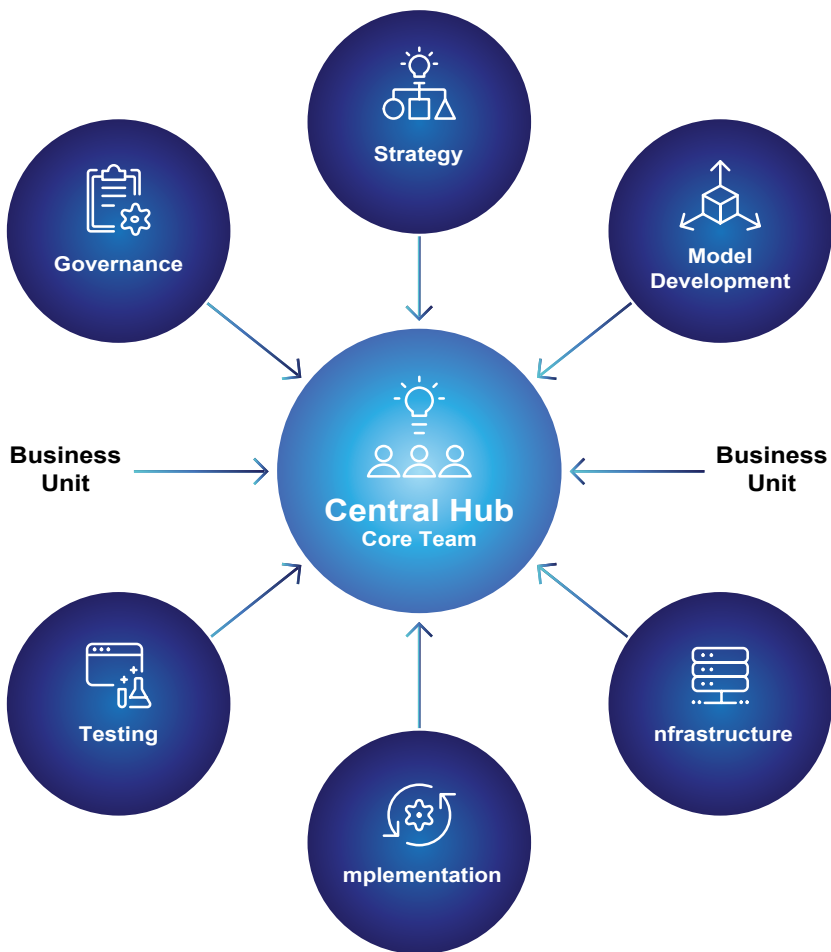 Strategy
Governance
Model
Development
Business
Unit
Central Hub
Core Team
Business
Unit
Testing
nfrastructure
mplementation